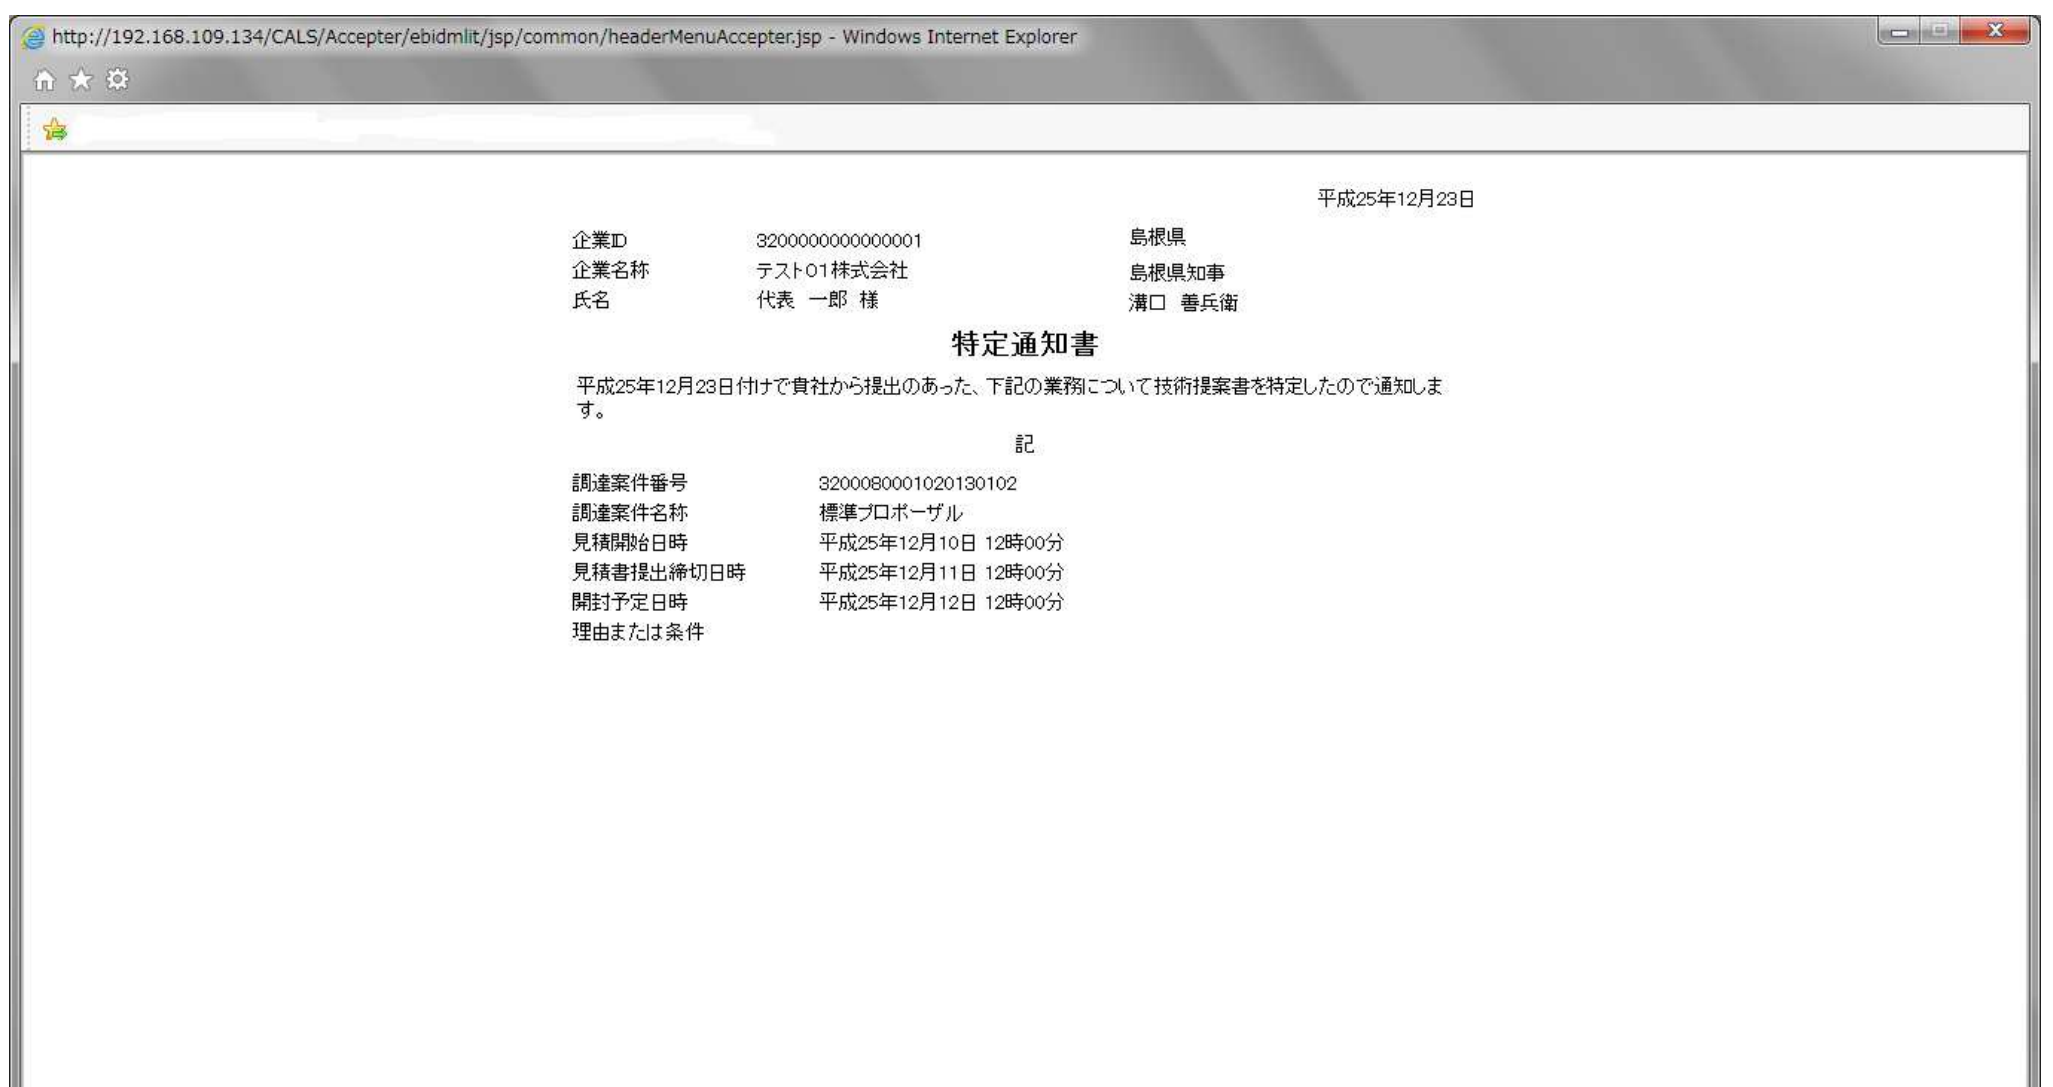 http://192.168.109.134/CALS/Accepter/ebidmlit/jsp/common/headerMenuAccepter.jsp - Windows Internet Explorer
平成25年12月23日
企業ID 3200000000000001 島根県
企業名称 テスト01株式会社 島根県知事
氏名 代表 一郎 様 溝口 善兵衛
特定通知書
平成25年12月23日付けで貴社から提出のあった、下記の業務について技術提案書を特定したので通知しま
す。
記
調達案件番号 3200080001020130102
調達案件名称 標準プロポーザル
見積開始日時 平成25年12月10日 12時00分
見積書提出締切日時 平成25年12月11日 12時00分
開封予定日時 平成25年12月12日 12時00分
理由または条件